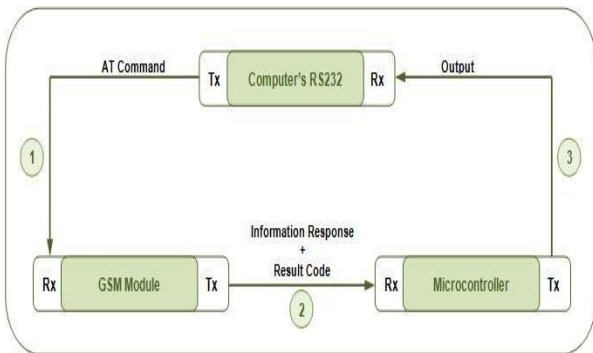 AT Command
Tx Computer's RS232 Rx
Output
1
3
Information Response
+
Result Code
Rx GSM Module Tx
2
Rx Microcontroller Tx